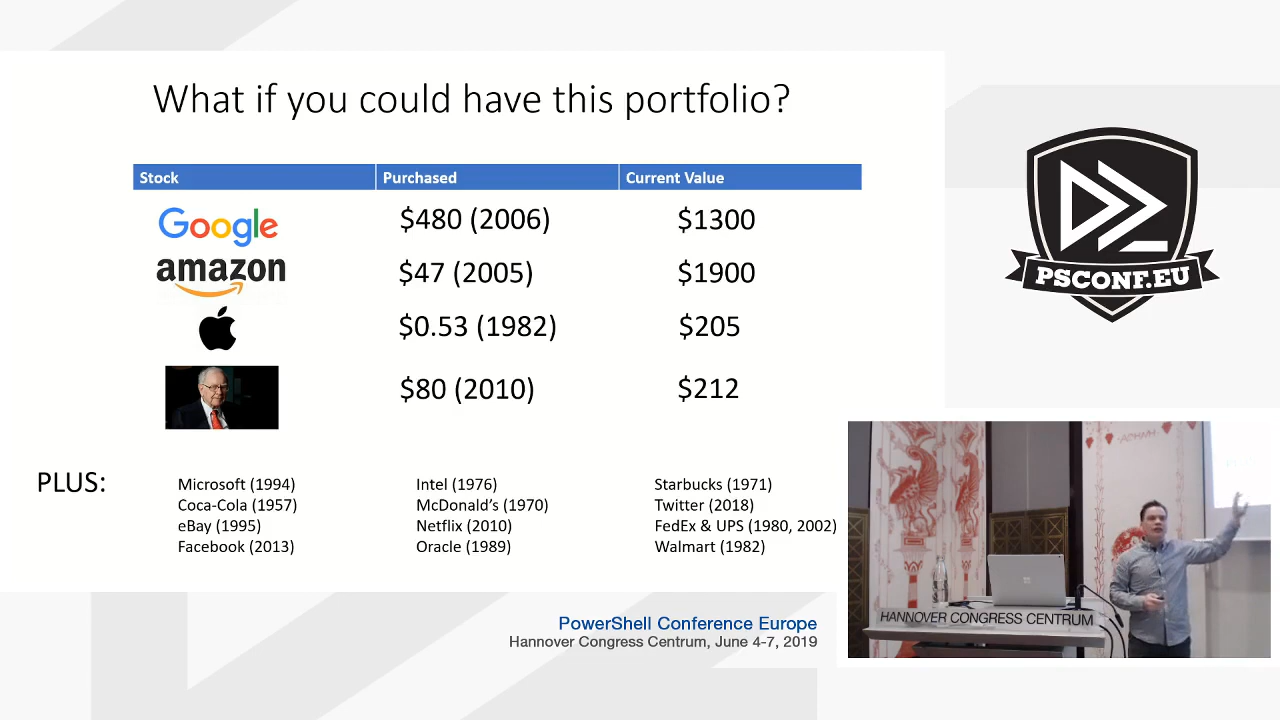 What if you could have this portfolio?
Stock Purchased Current Value
Google $480 (2006) $1300
amazon $47 (2005) $1900
$0.53 (1982) $205
$80 (2010) $212
PLUS:
Microsoft (1994) Intel (1976) Starbucks (1971)
Coca-Cola (1957) McDonald's (1970) Twitter (2018)
eBay (1995) Netflix (2010) FedEx & UPS (1980, 2002)
Facebook (2013) Oracle (1989) Walmart (1982)
PSCONF.EU
HANNOVER CONGRESS CENTRUM
PowerShell Conference Europe
Hannover Congress Centrum, June 4-7, 2019